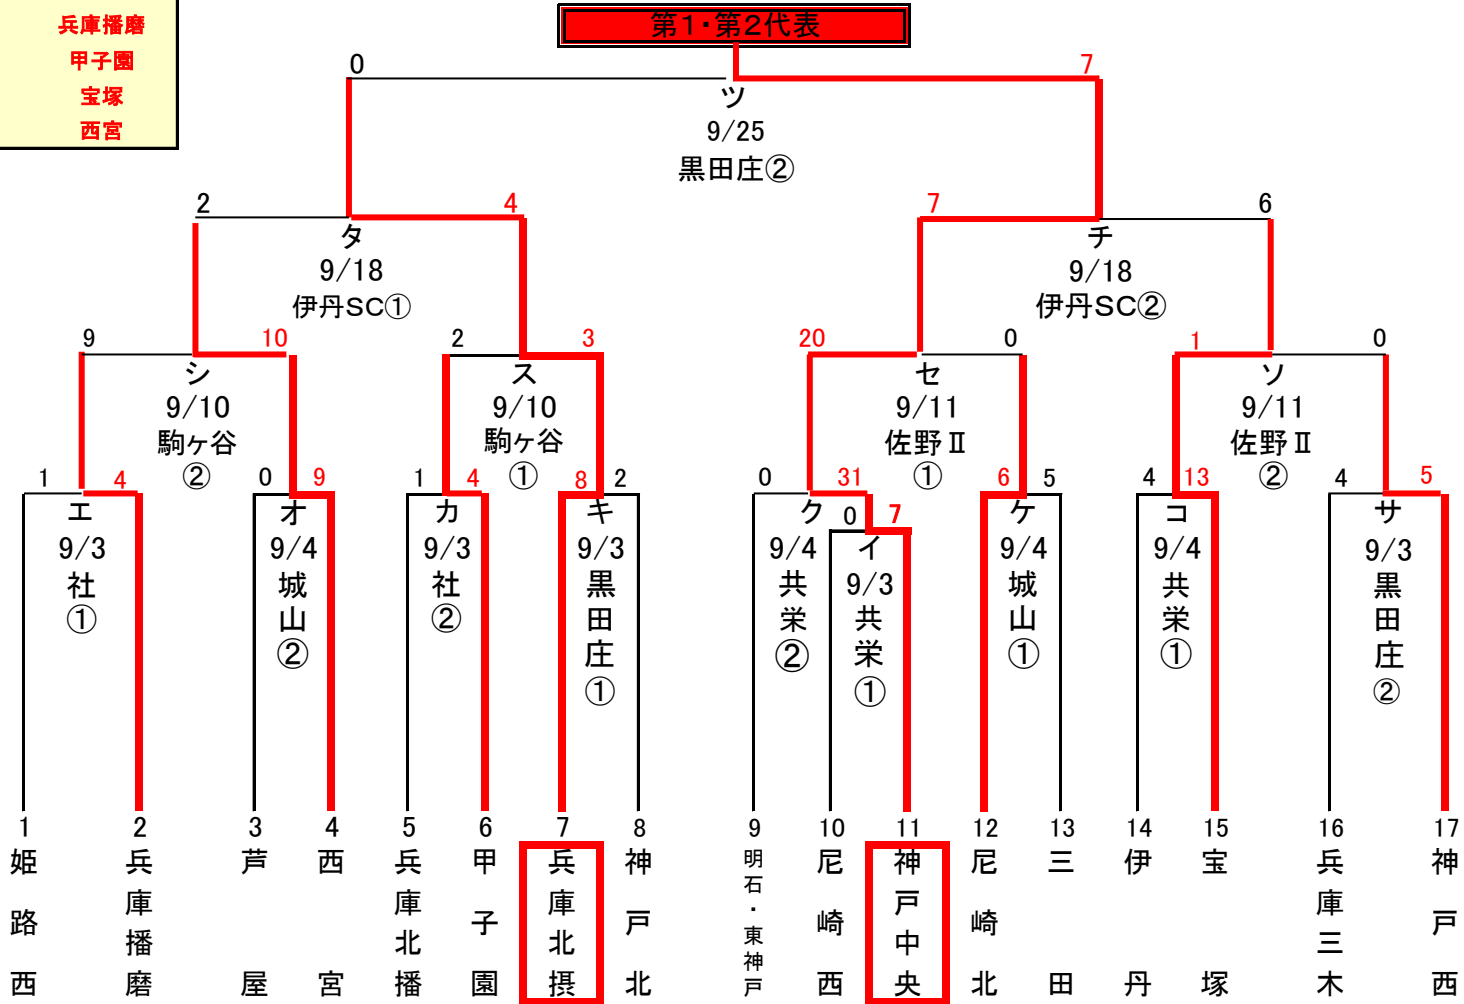 兵庫播磨
甲子園
宝塚
西宮
第1・第2代表
0 7
ツ
9/25
黒田庄②
2 4 7 6
タ チ
9/18 9/18
伊丹SC① 伊丹SC②
9 10 2 3 20 0 1 0
シ ス セ ソ
9/10 9/10 9/11 9/11
駒ヶ谷 駒ヶ谷 佐野Ⅱ 佐野Ⅱ
② ① ① ②
1 4 0 9 1 4 8 2 0 31 6 5 4 13 4 5
エ オ カ キ ク ケ コ サ
0 7
イ
9/3 9/4 9/3 9/3 9/4 9/3 9/4 9/4 9/3
社① 城山② 社② 黒田庄① 共栄② 共栄① 城山① 共栄① 黒田庄②
1 2 3 4 5 6 7 8 9 10 11 12 13 14 15 16 17
姫路西
兵庫播磨
芦屋
西宮
兵庫北播
甲子園
兵庫北摂
神戸北
明石・東神戸
尼崎西
神戸中央
尼崎北
三田
伊丹
宝塚
兵庫三木
神戸西